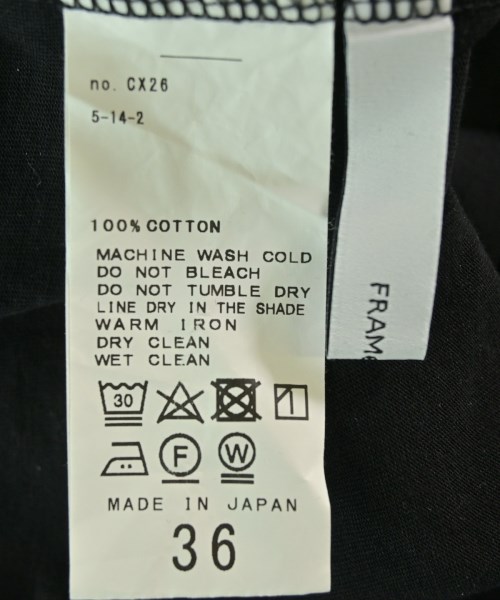 no. CX26
5-14-2
100% COTTON
MACHINE WASH COLD
DO NOT BLEACH
DO NOT TUMBLE DRY
LINE DRY IN THE SHADE
WARM IRON
DRY CLEAN
WET CLEAN
30
F W
MADE IN JAPAN
36
FRAM